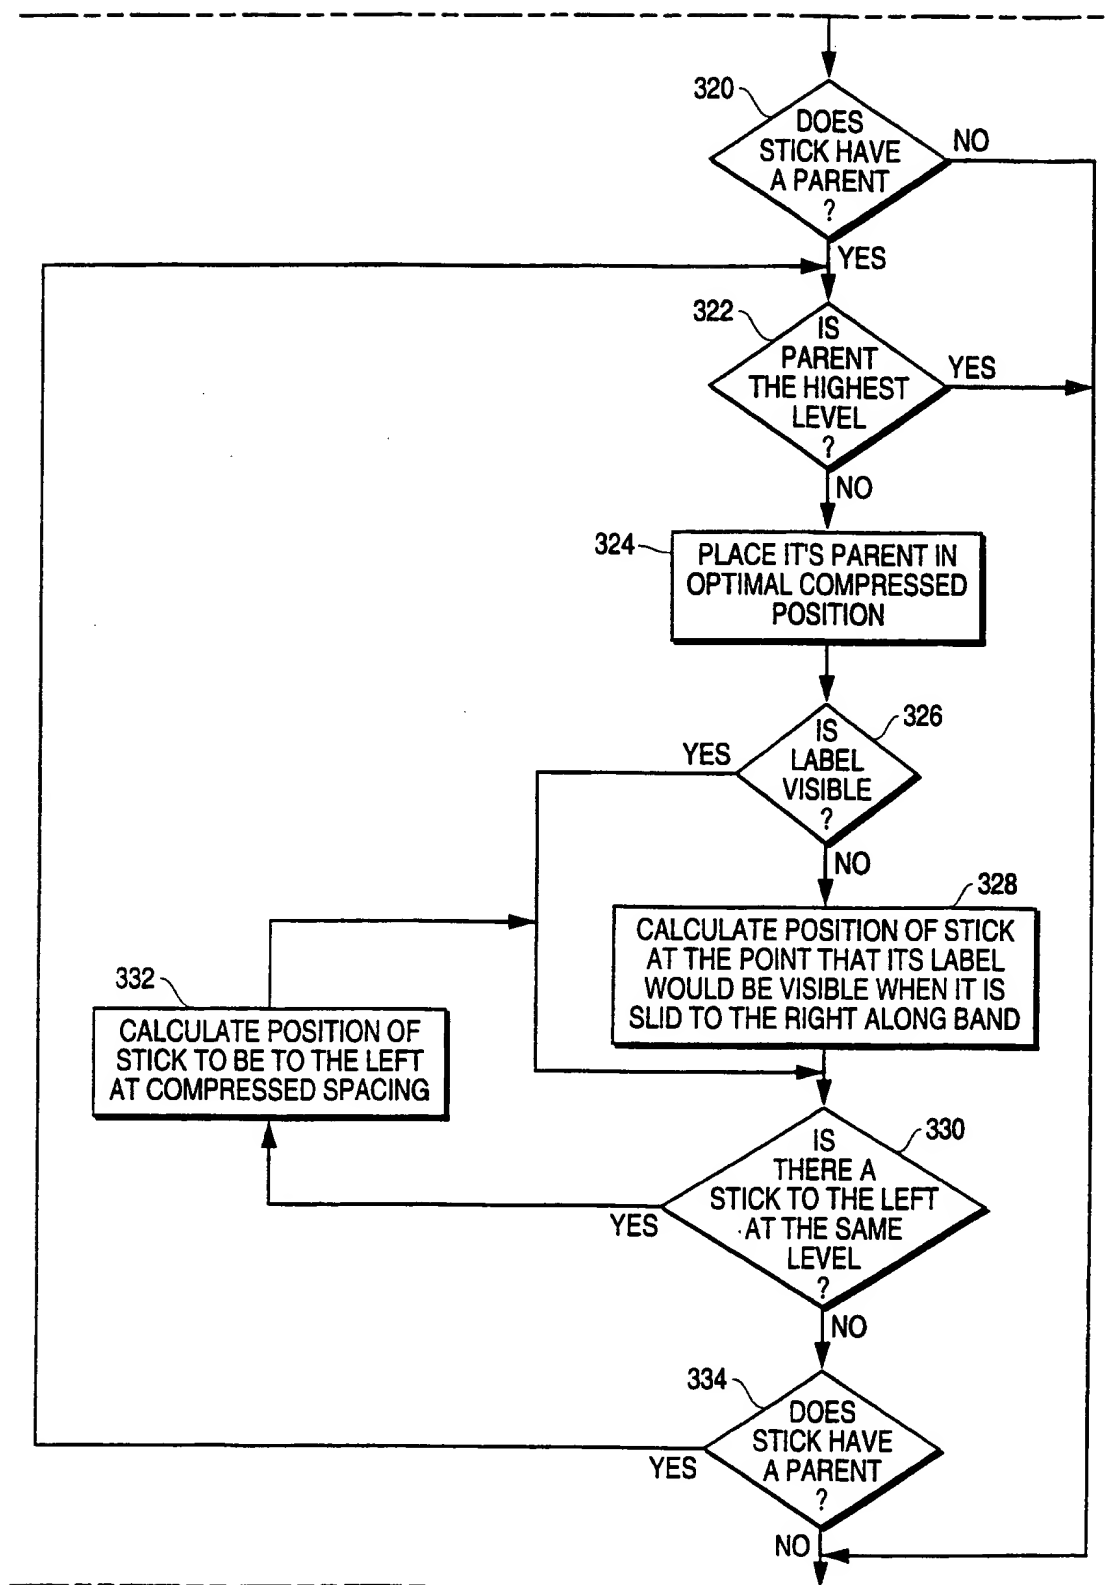 320
DOES
STICK HAVE
A PARENT
?
NO
YES
322
IS
PARENT
THE HIGHEST
LEVEL
?
YES
NO
324
PLACE IT'S PARENT IN
OPTIMAL COMPRESSED
POSITION
326
IS
LABEL
VISIBLE
?
YES
NO
328
CALCULATE POSITION OF STICK
AT THE POINT THAT ITS LABEL
WOULD BE VISIBLE WHEN IT IS
SLID TO THE RIGHT ALONG BAND
332
CALCULATE POSITION OF
STICK TO BE TO THE LEFT
AT COMPRESSED SPACING
330
IS
THERE A
STICK TO THE LEFT
AT THE SAME
LEVEL
?
YES
NO
334
DOES
STICK HAVE
A PARENT
?
YES
NO